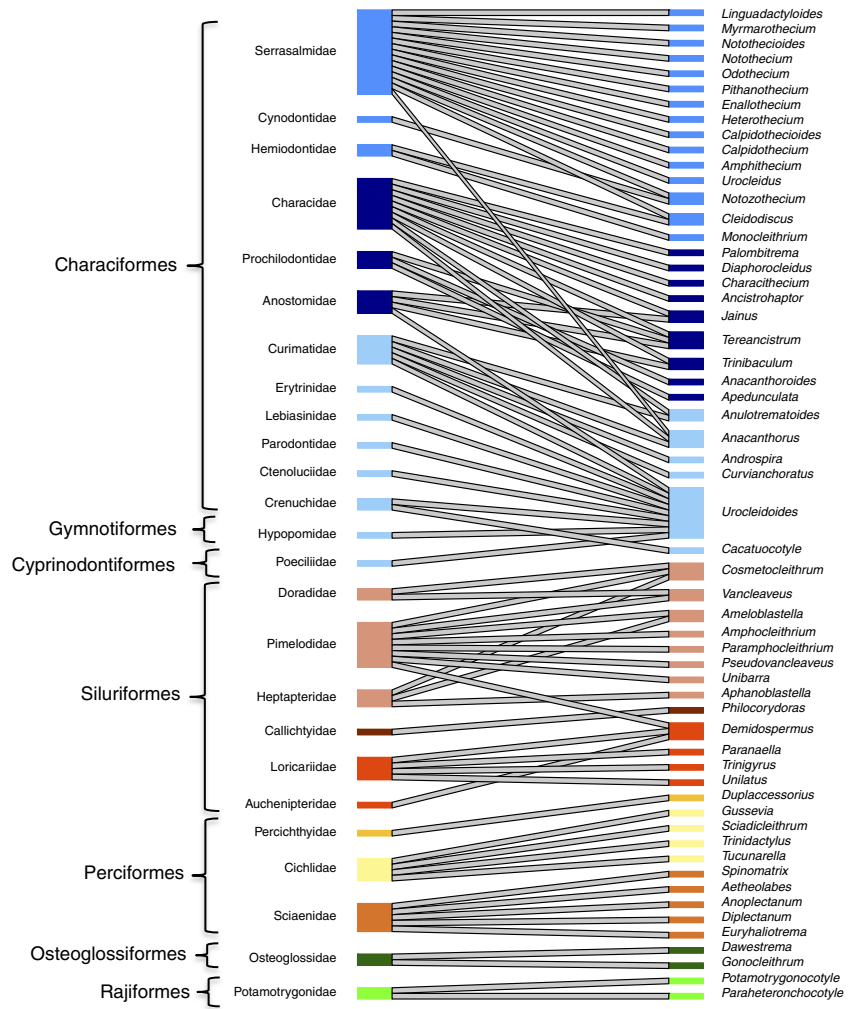 Characiformes
Gymnotiformes
Cyprinodontiformes
Siluriformes
Perciformes
Osteoglossiformes
Rajiformes
Serrasalmidae
Cynodontidae
Hemiodontidae
Characidae
Prochilodontidae
Anostomidae
Curimatidae
Erytrinidae
Lebiasinidae
Parodontidae
Ctenoluciidae
Crenuchidae
Hypopomidae
Poeciliidae
Doradidae
Pimelodidae
Heptapteridae
Callichtyidae
Loricariidae
Auchenipteridae
Percichthyidae
Cichlidae
Sciaenidae
Osteoglossidae
Potamotrygonidae
Linguadactyloides
Myrmarothecium
Notothecioides
Notothecium
Odothecium
Pithanothecium
Enallothecium
Heterothecium
Calpidothecioides
Calpidothecium
Amphithecium
Urocleidus
Notozothecium
Cleidodiscus
Monocleithrium
Palombitrema
Diaphorocleidus
Characithecium
Ancistrohaptor
Jainus
Tereancistrum
Trinibaculum
Anacanthoroides
Apedunculata
Anulotrematoides
Anacanthorus
Androspira
Curvianchoratus
Urocleidoides
Cacatuocotyle
Cosmetocleithrum
Vancleaveus
Ameloblastella
Amphocleithrium
Paramphocleithrium
Pseudovancleaveus
Unibarra
Aphanoblastella
Philocorydoras
Demidospermus
Paranaella
Trinigyrus
Unilatus
Duplaccessorius
Gussevia
Sciadicleithrum
Trinidactylus
Tucunarella
Spinomatrix
Aetheolabes
Anoplectanum
Diplectanum
Euryhaliotrema
Dawestrema
Gonocleithrum
Potamotrygonocotyle
Paraheteronchocotyle